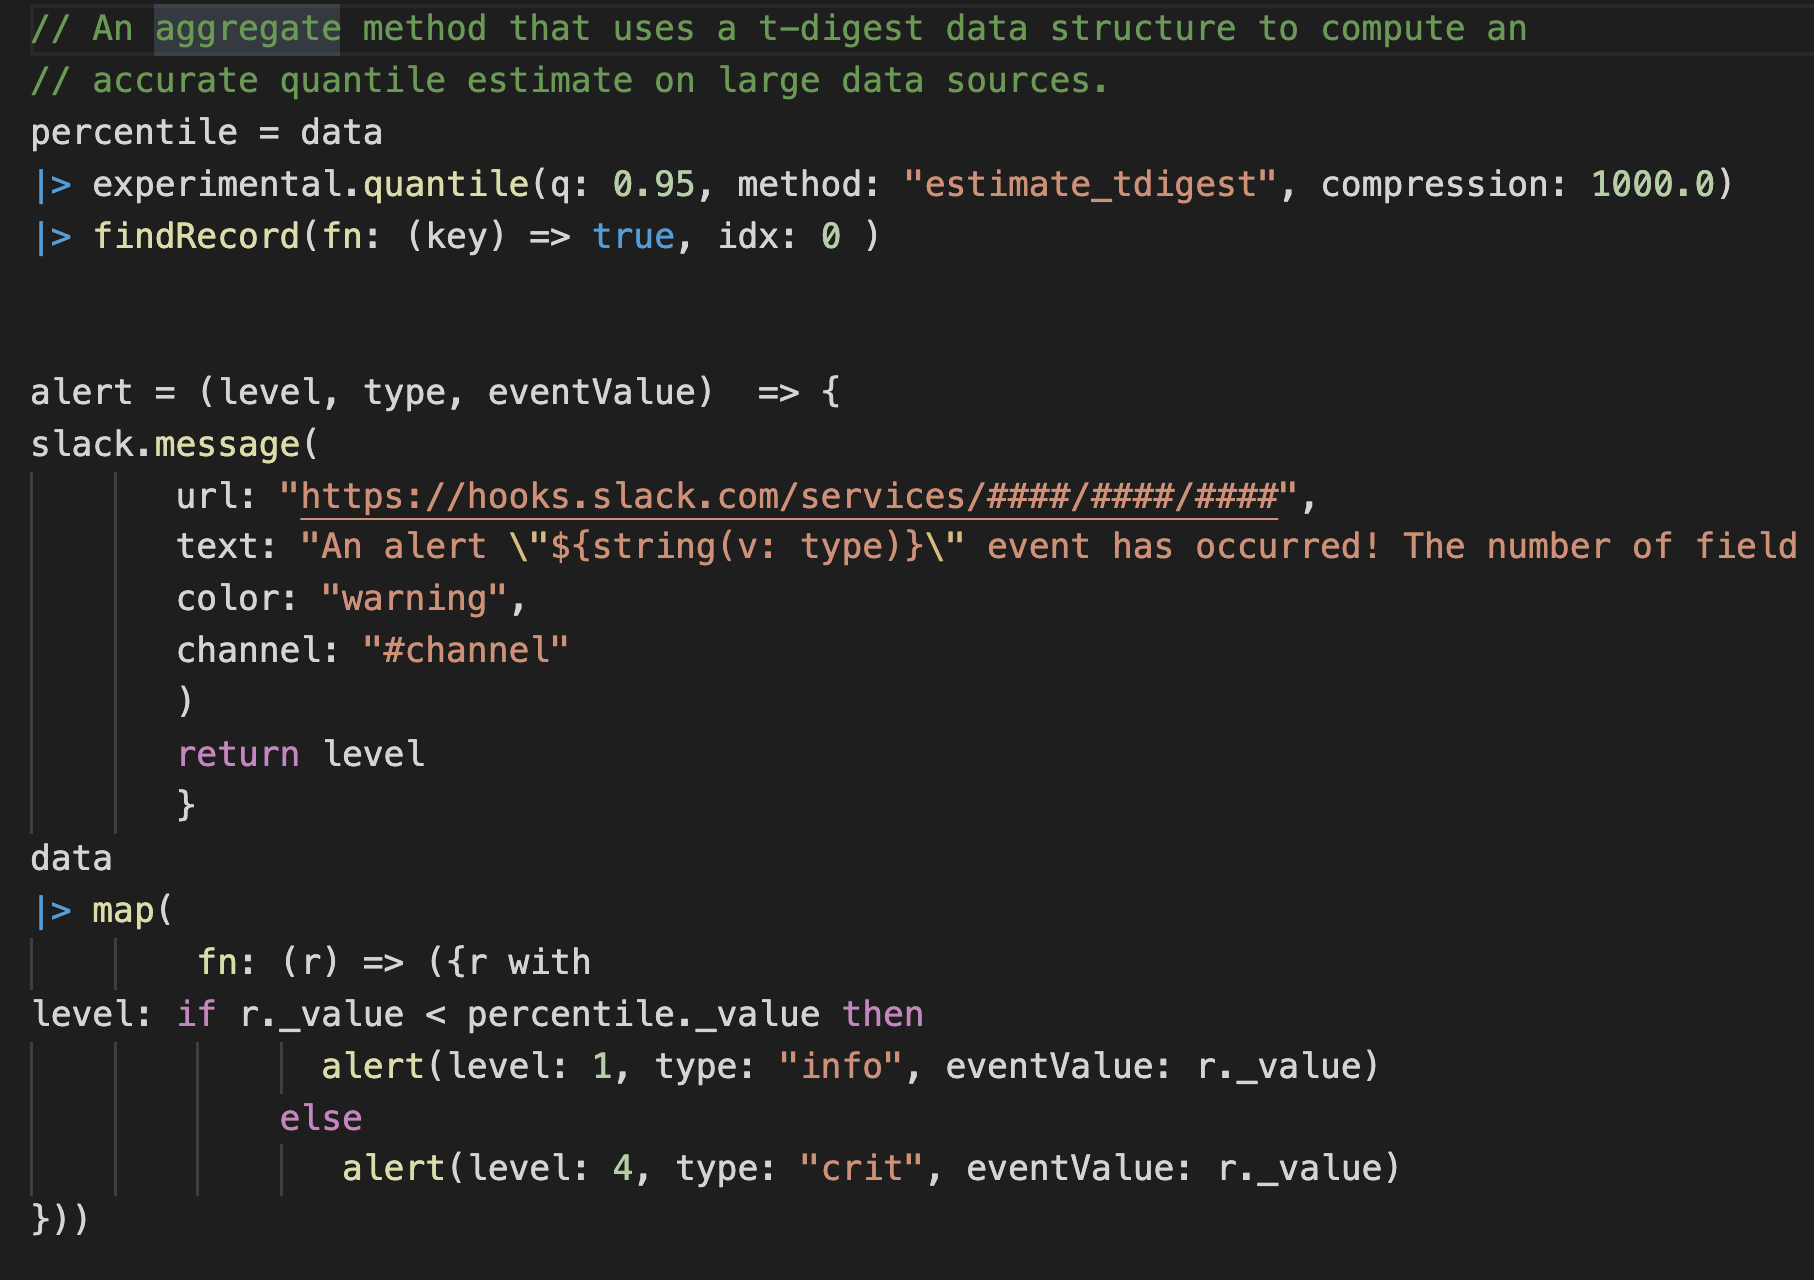 // An aggregate method that uses a t-digest data structure to compute an
// accurate quantile estimate on large data sources.
percentile = data
|> experimental.quantile(q: 0.95, method: "estimate_tdigest", compression: 1000.0)
|> findRecord(fn: (key) => true, idx: 0 )
alert = (level, type, eventValue)  => {
slack.message(
url: "https://hooks.slack.com/services/####/####/####",
text: "An alert \"${string(v: type)}\" event has occurred! The number of field
color: "warning",
channel: "#channel"
)
return level
}
data
|> map(
fn: (r) => ({r with
level: if r._value < percentile._value then
alert(level: 1, type: "info", eventValue: r._value)
else
alert(level: 4, type: "crit", eventValue: r._value)
}))